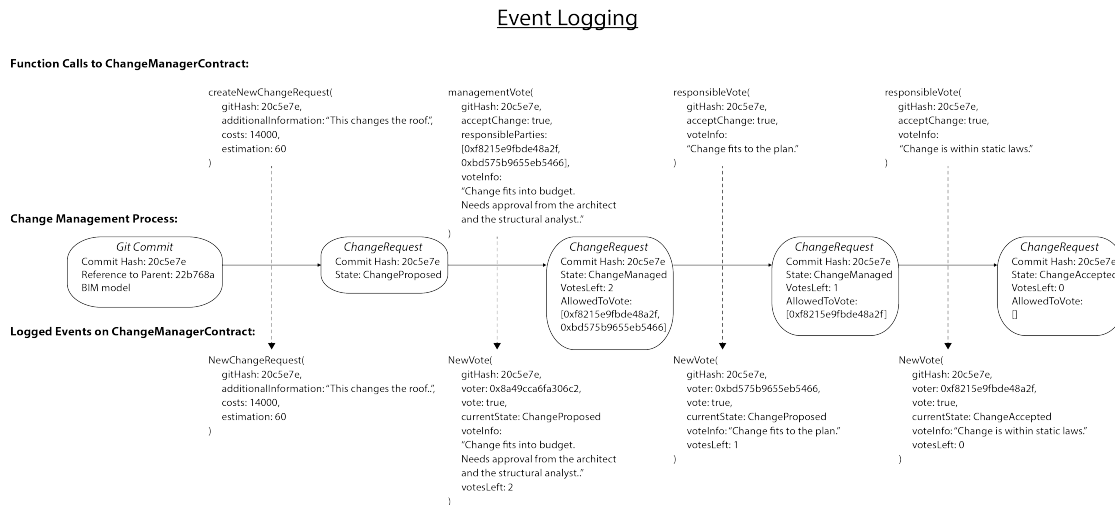 Event Logging
Function Calls to ChangeManagerContract:
createNewChangeRequest(
gitHash: 20c5e7e,
additionalInformation: “This changes the roof.”,
costs: 14000,
estimation: 60
)
managementVote(
gitHash: 20c5e7e,
acceptChange: true,
responsibleParties:
[0xf8215e9fbde48a2f,
0xbd575b9655eb5466],
voteInfo:
“Change fits into budget.
Needs approval from the architect
and the structural analyst..”
)
responsibleVote(
gitHash: 20c5e7e,
acceptChange: true,
voteInfo:
“Change fits to the plan.”
)
responsibleVote(
gitHash: 20c5e7e,
acceptChange: true,
voteInfo:
“Change is within static laws.”
)
Change Management Process:
Git Commit
Commit Hash: 20c5e7e
Reference to Parent: 22b768a
BIM model
ChangeRequest
Commit Hash: 20c5e7e
State: ChangeProposed
ChangeRequest
Commit Hash: 20c5e7e
State: ChangeManaged
VotesLeft: 2
AllowedToVote:
[0xf8215e9fbde48a2f,
0xbd575b9655eb5466]
ChangeRequest
Commit Hash: 20c5e7e
State: ChangeManaged
VotesLeft: 1
AllowedToVote:
[0xf8215e9fbde48a2f]
ChangeRequest
Commit Hash: 20c5e7e
State: ChangeAccepted
VotesLeft: 0
AllowedToVote:
[]
Logged Events on ChangeManagerContract:
NewChangeRequest(
gitHash: 20c5e7e,
additionalInformation: “This changes the roof..”,
costs: 14000,
estimation: 60
)
NewVote(
gitHash: 20c5e7e,
voter: 0x8a49cca6fa306c2,
vote: true,
currentState: ChangeProposed
voteInfo:
“Change fits into budget.
Needs approval from the architect
and the structural analyst..”
votesLeft: 2
)
NewVote(
gitHash: 20c5e7e,
voter: 0xbd575b9655eb5466,
vote: true,
currentState: ChangeProposed
voteInfo: “Change fits to the plan.”
votesLeft: 1
)
NewVote(
gitHash: 20c5e7e,
voter: 0xf8215e9fbde48a2f,
vote: true,
currentState: ChangeAccepted
voteInfo: “Change is within static laws.”
votesLeft: 0
)